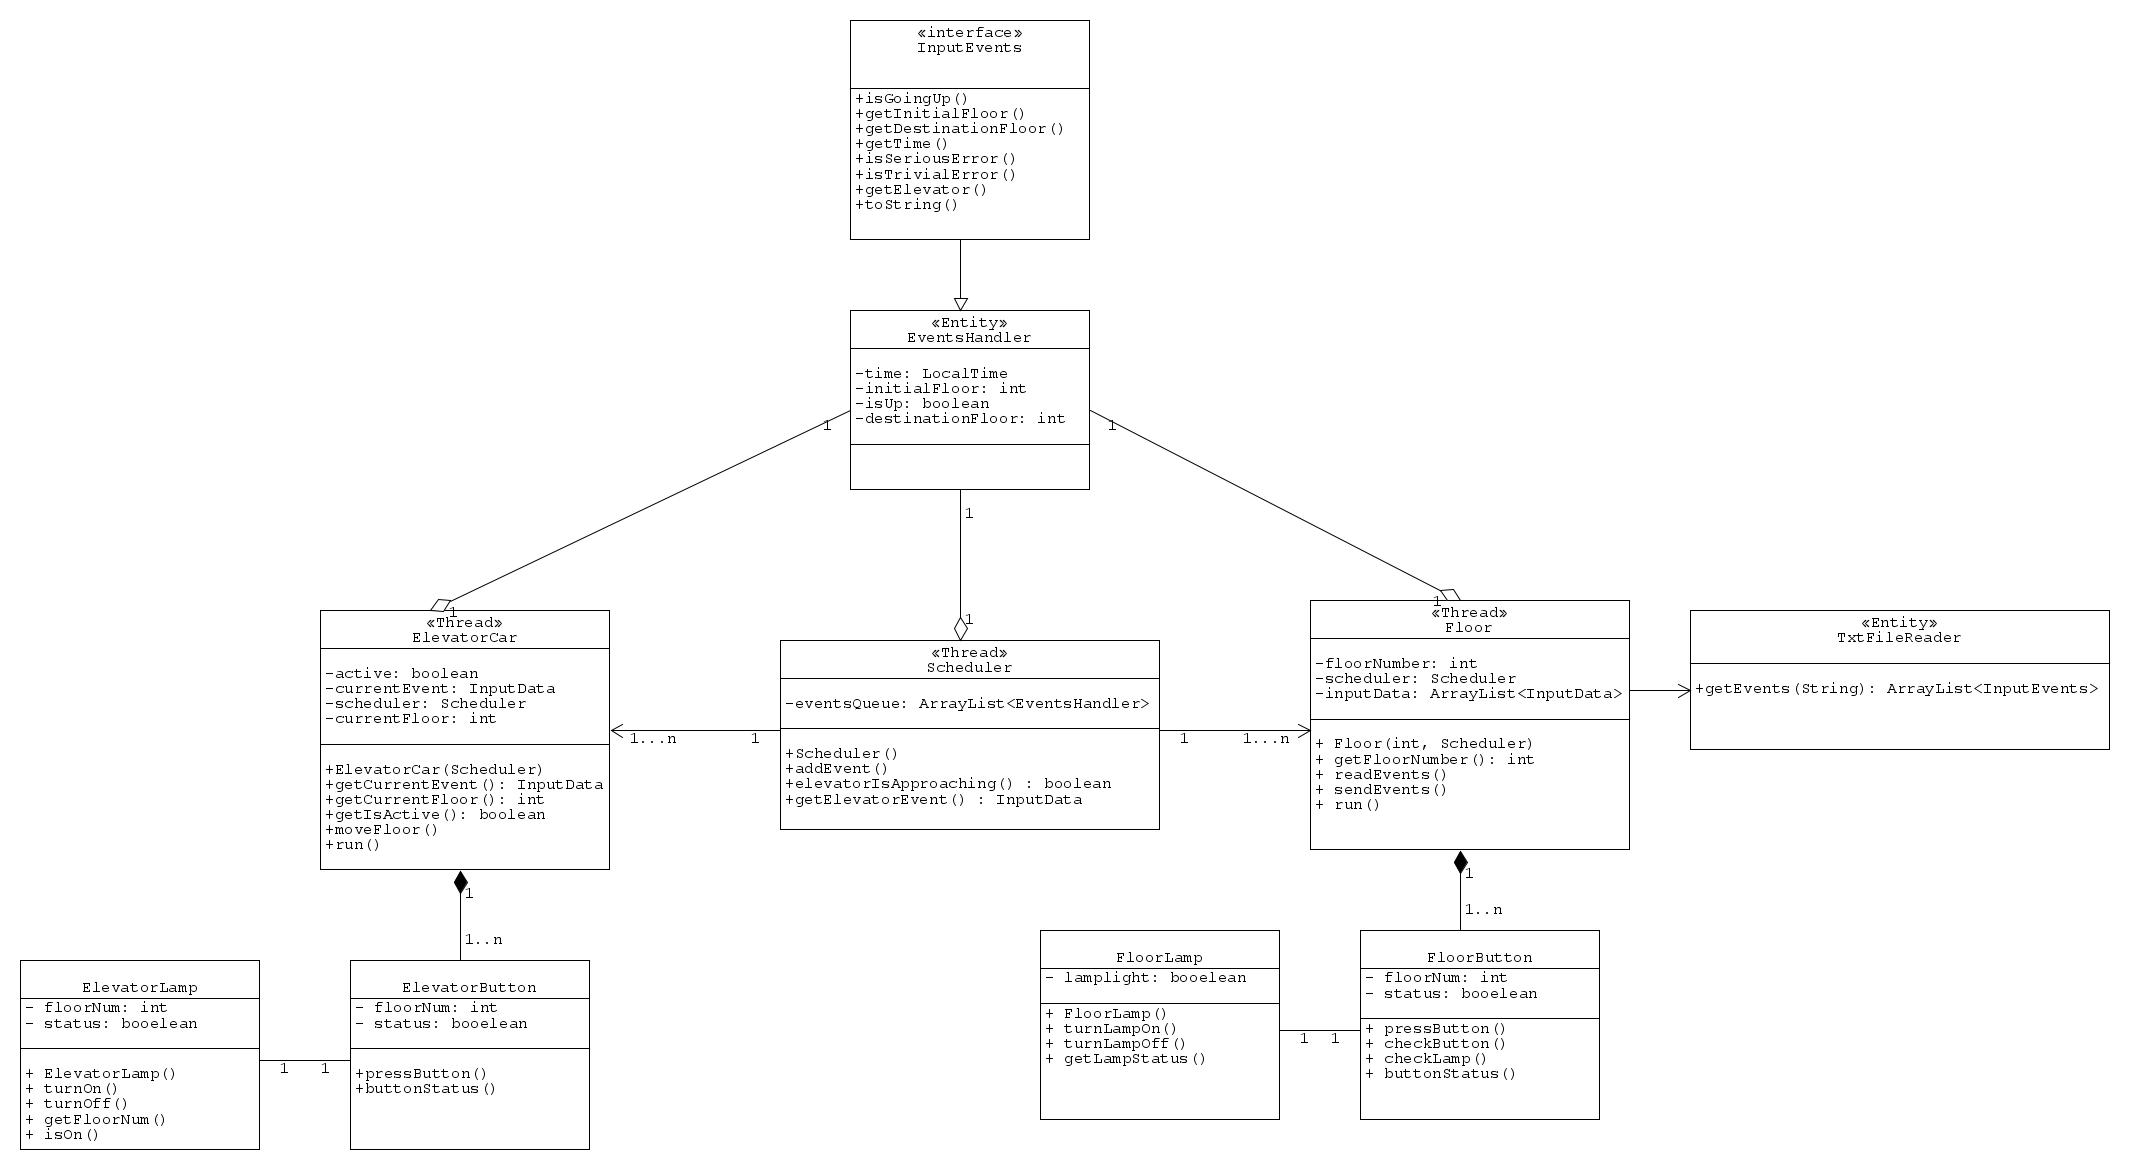 «interface»
InputEvents
+isGoingUp()
+getInitialFloor()
+getDestinationFloor()
+getTime()
+isSeriousError()
+isTrivialError()
+getElevator()
+toString()
«Entity»
EventsHandler
-time: LocalTime
-initialFloor: int
-isUp: boolean
-destinationFloor: int
1
1
1
1
1
1
«Thread»
ElevatorCar
-active: boolean
-currentEvent: InputData
-scheduler: Scheduler
-currentFloor: int
+ElevatorCar(Scheduler)
+getCurrentEvent(): InputData
+getCurrentFloor(): int
+getIsActive(): boolean
+moveFloor()
+run()
1...n
1
«Thread»
Scheduler
-eventsQueue: ArrayList<EventsHandler>
+Scheduler()
+addEvent()
+elevatorIsApproaching() : boolean
+getElevatorEvent() : InputData
1
1...n
«Thread»
Floor
-floorNumber: int
-scheduler: Scheduler
-inputData: ArrayList<InputData>
+ Floor(int, Scheduler)
+ getFloorNumber(): int
+ readEvents()
+ sendEvents()
+ run()
«Entity»
TxtFileReader
+getEvents(String): ArrayList<InputEvents>
1
1..n
1
1..n
ElevatorLamp
- floorNum: int
- status: booelean
+ ElevatorLamp()
+ turnOn()
+ turnOff()
+ getFloorNum()
+ isOn()
1
1
ElevatorButton
- floorNum: int
- status: booelean
+pressButton()
+buttonStatus()
FloorLamp
- lamplight: booelean
+ FloorLamp()
+ turnLampOn()
+ turnLampOff()
+ getLampStatus()
1
1
FloorButton
- floorNum: int
- status: booelean
+ pressButton()
+ checkButton()
+ checkLamp()
+ buttonStatus()